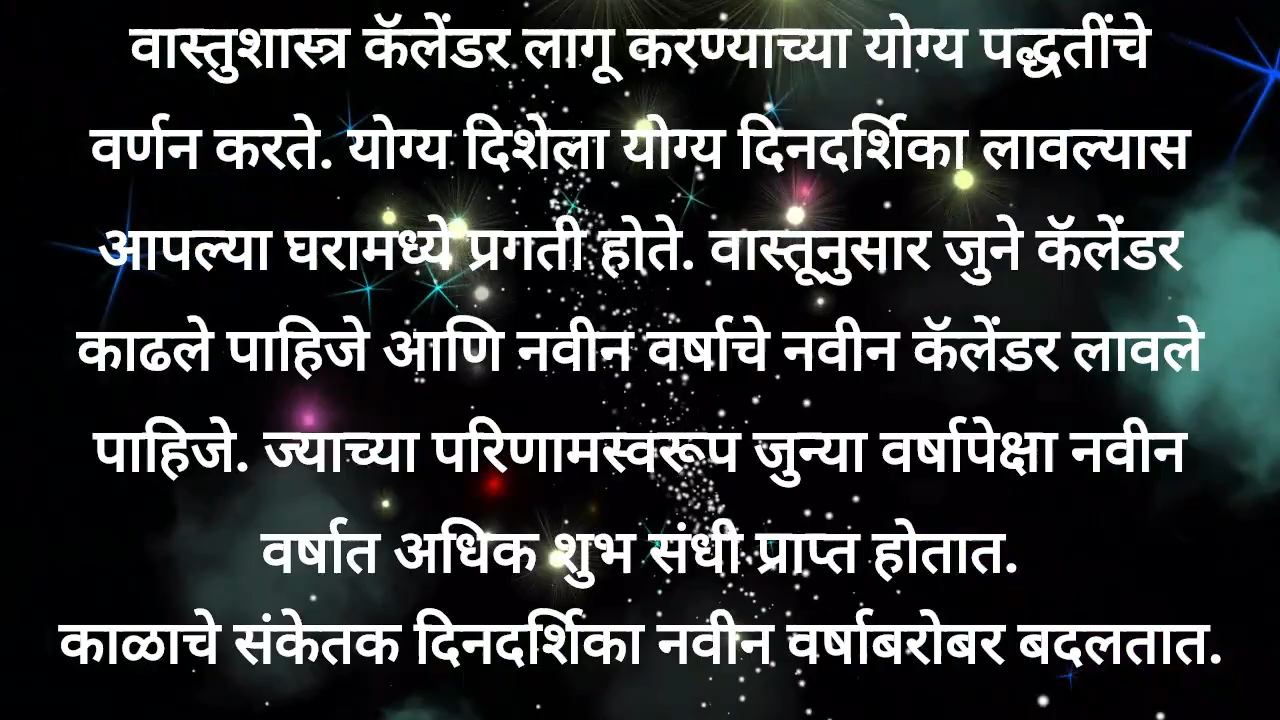 वास्तुशास्त्र कॅलेंडर लागू करण्याच्या योग्य पद्धतींचे
वर्णन करते. योग्य दिशेला योग्य दिनदर्शिका लावल्यास
आपल्या घरामध्ये प्रगती होते. वास्तूनुसार जुने कॅलेंडर
काढले पाहिजे आणि नवीन वर्षाचे नवीन कॅलेंडर लावले
पाहिजे. ज्याच्या परिणामस्वरूप जुन्या वर्षापेक्षा नवीन
वर्षात अधिक शुभ संधी प्राप्त होतात.
काळाचे संकेतक दिनदर्शिका नवीन वर्षाबरोबर बदलतात.